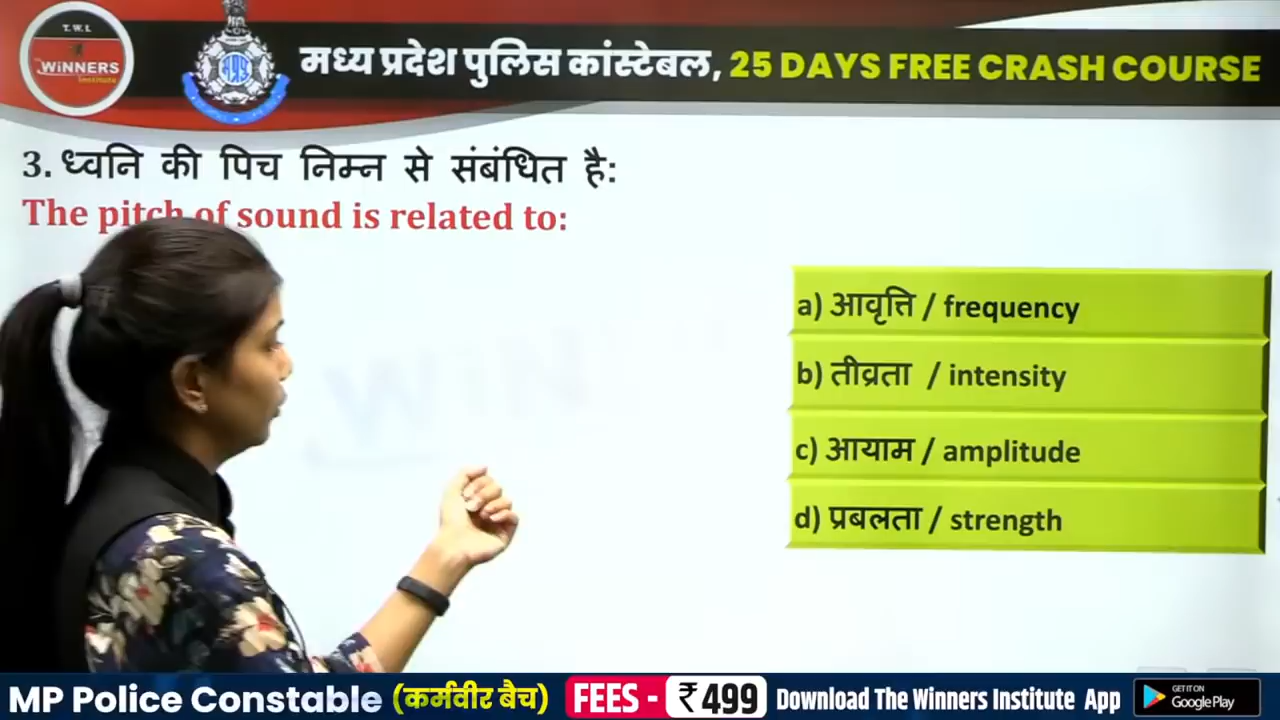 T.W.I.
WiNNERS
institute
मध्य प्रदेश पुलिस कांस्टेबल, 25 DAYS FREE CRASH COURSE
3. ध्वनि की पिच निम्न से संबंधित है:
The pitch of sound is related to:
a) आवृत्ति / frequency
b) तीव्रता / intensity
c) आयाम / amplitude
d) प्रबलता / strength
MP Police Constable (कर्मवीर बैच) FEES - ₹499 Download The Winners Institute App
GET IT ON
Google Play